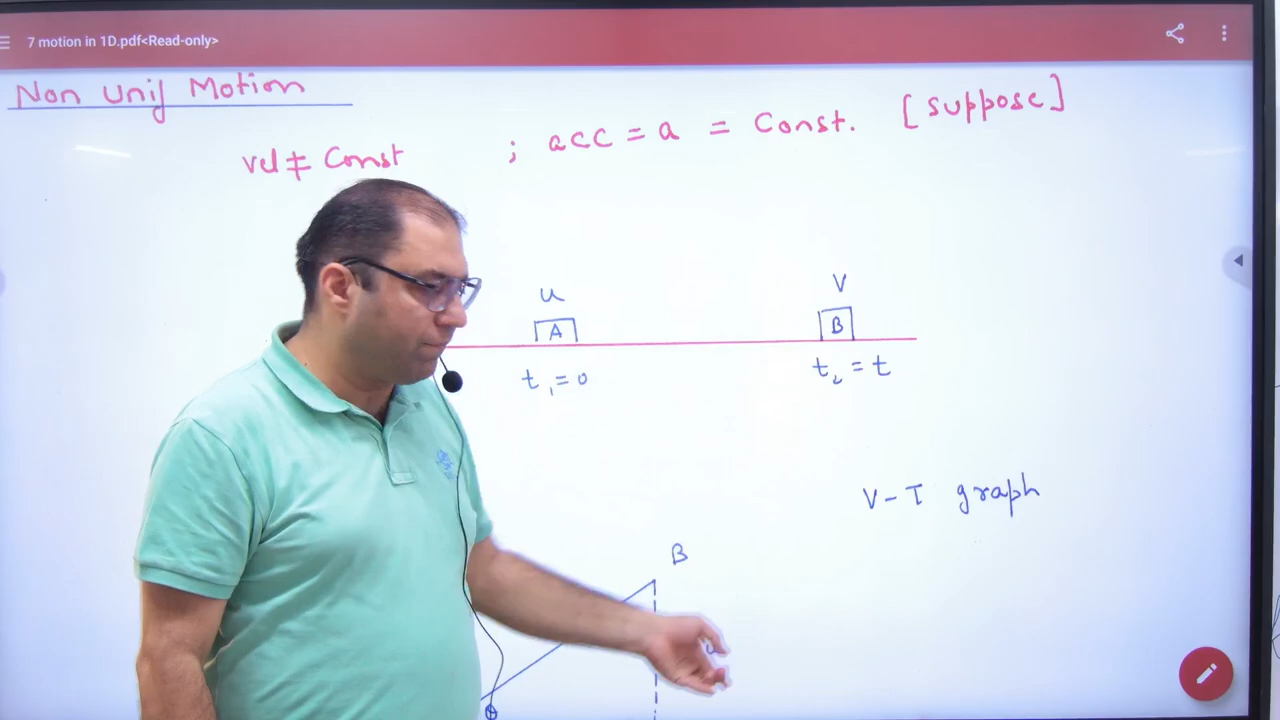 7 motion in 1D.pdf<Read-only>
Non Unif Motion
vel ≠ Const ; acc = a = Const. [suppose]
u V
A B
t₁ = 0 t₂ = t
V - T graph
B